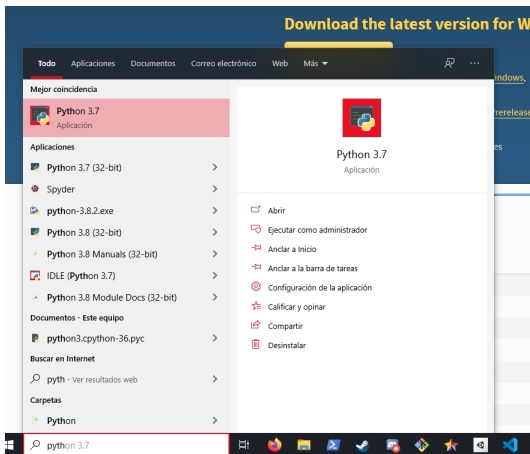 Download the latest version for W
indows,
Prerelease
es
Todo Aplicaciones Documentos Correo electrónico Web Más
Mejor coincidencia
Python 3.7
Aplicación
Aplicaciones
Python 3.7 (32-bit)
Spyder
python-3.8.2.exe
Python 3.8 (32-bit)
Python 3.8 Manuals (32-bit)
IDLE (Python 3.7)
Python 3.8 Module Docs (32-bit)
Documentos - Este equipo
python3.cpython-36.pyc
Buscar en Internet
pyth - Ver resultados web
Carpetas
Python
Python 3.7
Aplicación
Abrir
Ejecutar como administrador
Anclar a Inicio
Anclar a la barra de tareas
Configuración de la aplicación
Calificar y opinar
Compartir
Desinstalar
python 3.7